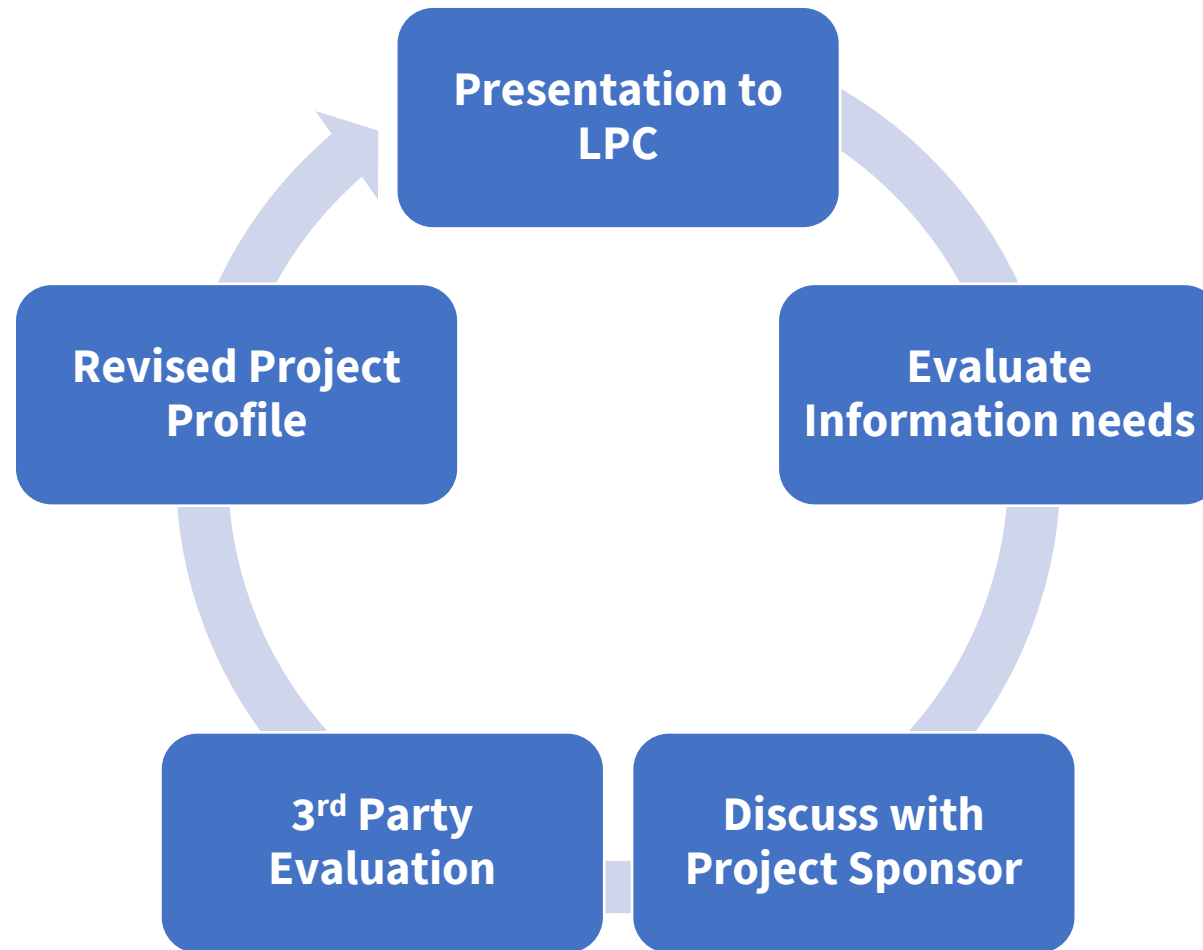 Presentation to
LPC
Evaluate
Information needs
Discuss with
Project Sponsor
3rd Party
Evaluation
Revised Project
Profile